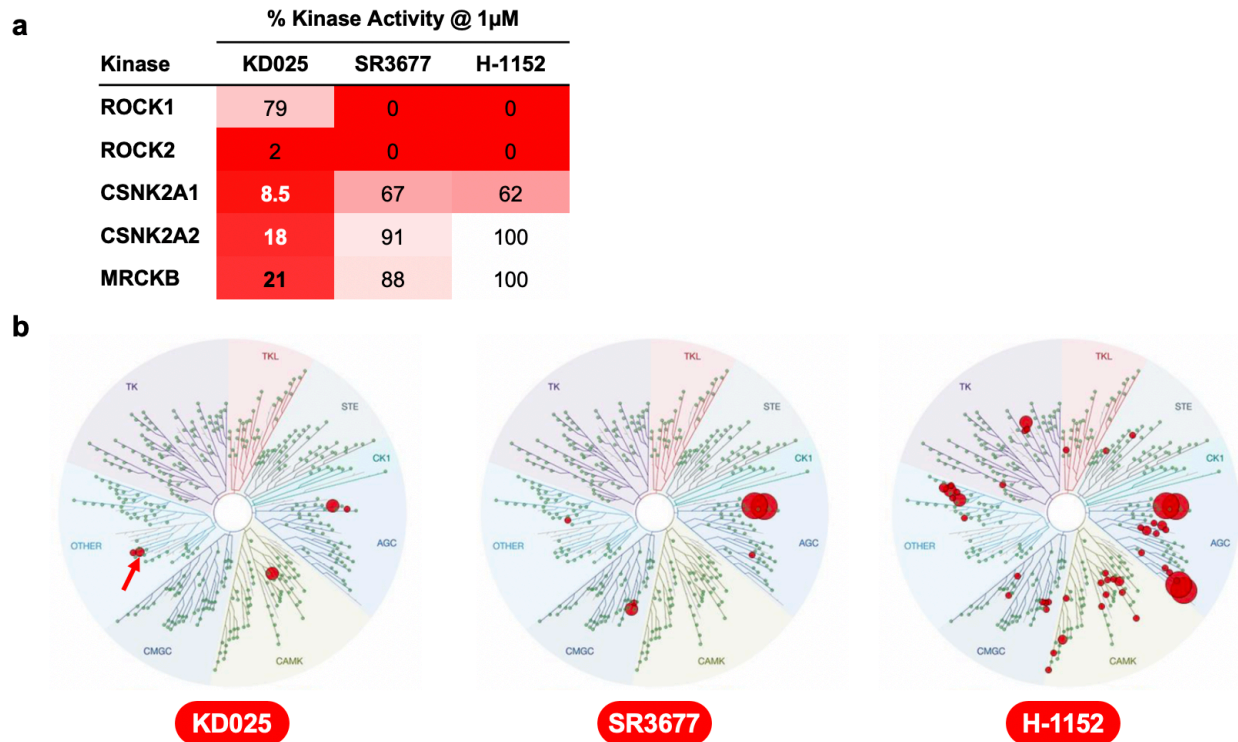 a
% Kinase Activity @ 1µM
Kinase KD025 SR3677 H-1152
ROCK1 79 0 0
ROCK2 2 0 0
CSNK2A1 8.5 67 62
CSNK2A2 18 91 100
MRCKB 21 88 100
b
TKL TKL TKL
TK TK TK
STE STE STE
CK1 CK1 CK1
OTHER AGC OTHER AGC OTHER AGC
CMGC CAMK CMGC CAMK CMGC CAMK
KD025 SR3677 H-1152